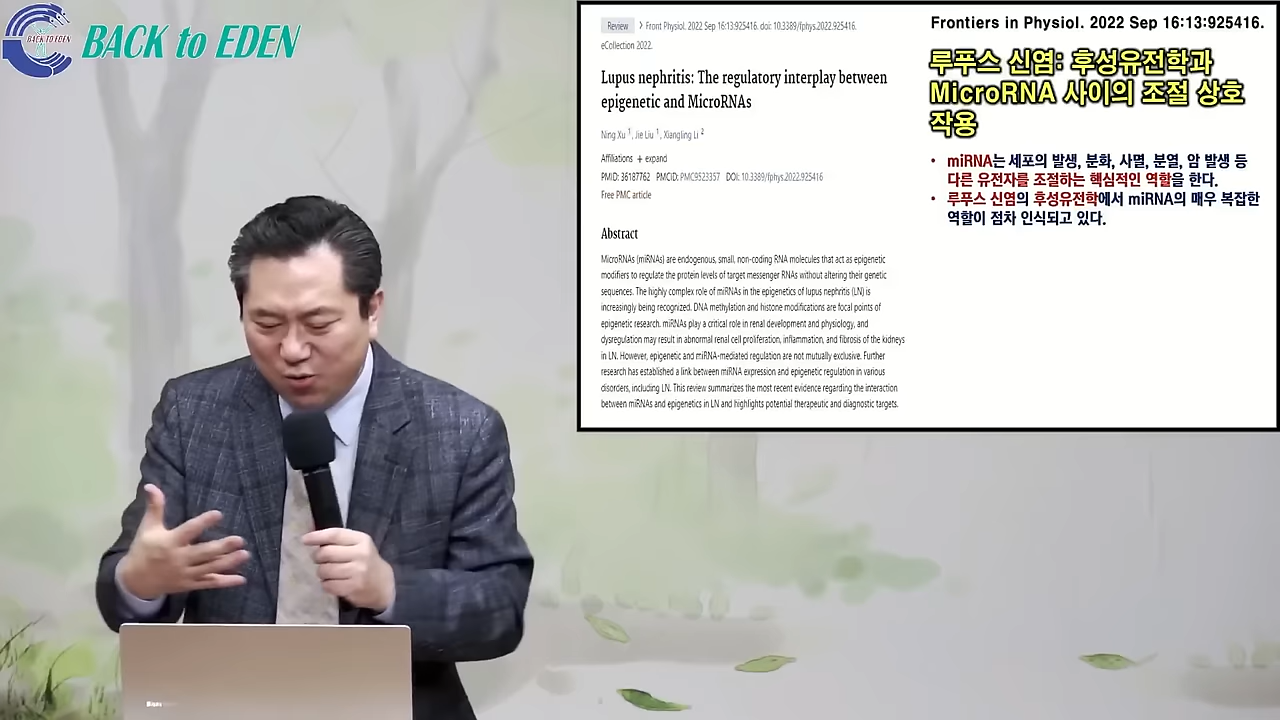 BACK TO EDEN
BACK to EDEN
Review
Front Physiol. 2022 Sep 16:13:925416. doi: 10.3389/fphys.2022.925416.
eCollection 2022.
Lupus nephritis: The regulatory interplay between
epigenetic and MicroRNAs
Ning Xu 1, Jie Liu 1, Xiangling Li 2
Affiliations + expand
PMID: 36187762 PMCID: PMC9523357 DOI: 10.3389/fphys.2022.925416
Free PMC article
Abstract
MicroRNAs (miRNAs) are endogenous, small, non-coding RNA molecules that act as epigenetic
modifiers to regulate the protein levels of target messenger RNAs without altering their genetic
sequences. The highly complex role of miRNAs in the epigenetics of lupus nephritis (LN) is
increasingly being recognized. DNA methylation and histone modifications are focal points of
epigenetic research. miRNAs play a critical role in renal development and physiology, and
dysregulation may result in abnormal renal cell proliferation, inflammation, and fibrosis of the kidneys
in LN. However, epigenetic and miRNA-mediated regulation are not mutually exclusive. Further
research has established a link between miRNA expression and epigenetic regulation in various
disorders, including LN. This review summarizes the most recent evidence regarding the interaction
between miRNAs and epigenetics in LN and highlights potential therapeutic and diagnostic targets.
Frontiers in Physiol. 2022 Sep 16:13:925416.
루푸스 신염: 후성유전학과
MicroRNA 사이의 조절 상호
작용
• miRNA는 세포의 발생, 분화, 사멸, 분열, 암 발생 등
다른 유전자를 조절하는 핵심적인 역할을 한다.
• 루푸스 신염의 후성유전학에서 miRNA의 매우 복잡한
역할이 점차 인식되고 있다.